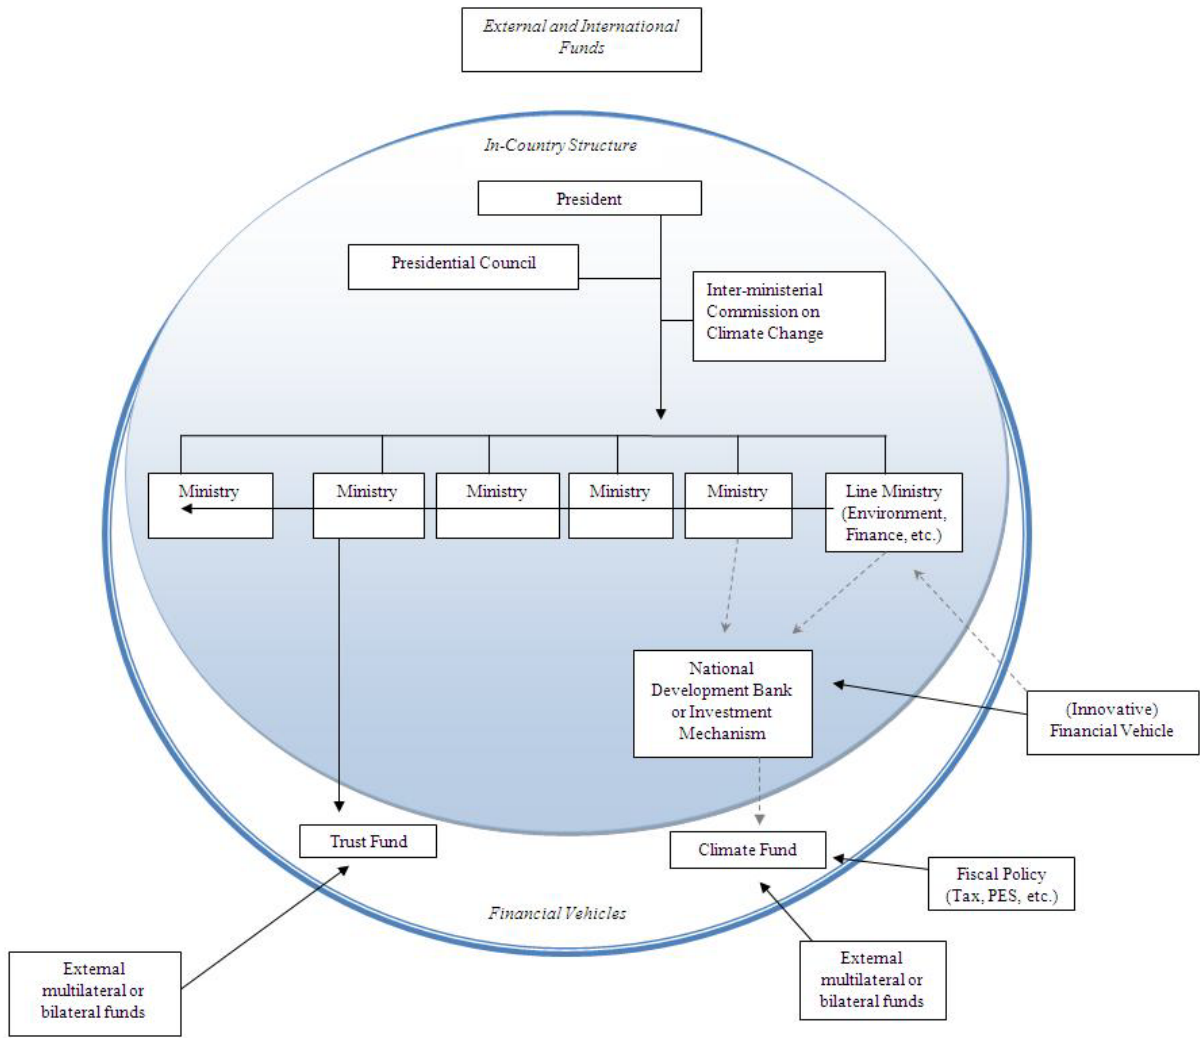 External and International
Funds
In-Country Structure
President
Presidential Council
Inter-ministerial
Commission on
Climate Change
Ministry
Ministry
Ministry
Ministry
Ministry
Line Ministry
(Environment,
Finance, etc.)
National
Development Bank
or Investment
Mechanism
(Innovative)
Financial Vehicle
Trust Fund
Climate Fund
Fiscal Policy
(Tax, PES, etc.)
Financial Vehicles
External
multilateral or
bilateral funds
External
multilateral or
bilateral funds